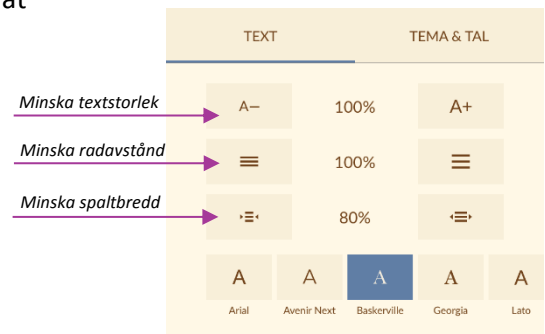 at
TEXT TEMA & TAL
Minska textstorlek A− 100% A+
Minska radavstånd 100%
Minska spaltbredd 80%
A A A A A
Arial Avenir Next Baskerville Georgia Lato